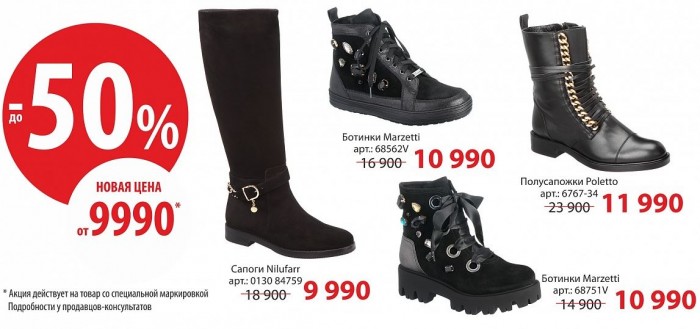 до -50%
НОВАЯ ЦЕНА
от 9990*
* Акция действует на товар со специальной маркировкой
Подробности у продавцов-консультатов
Сапоги Nilufarr
арт.: 0130 84759
18 900 9 990
Ботинки Marzetti
арт.: 68562V
16 900 10 990
Полусапожки Poletto
арт.: 6767-34
23 900 11 990
Ботинки Marzetti
арт.: 68751V
14 900 10 990